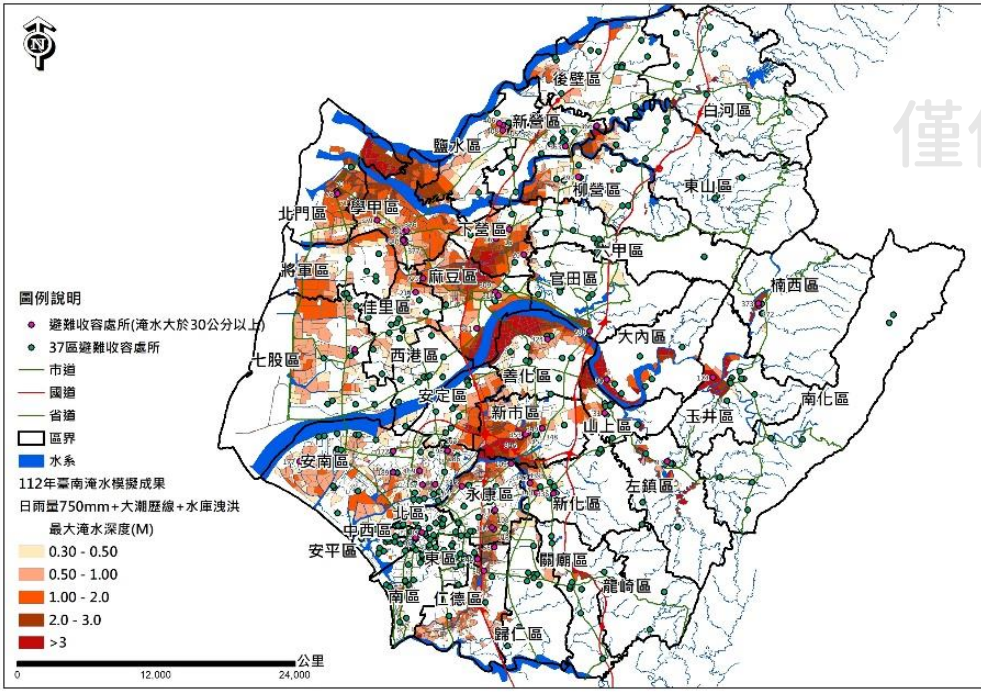 N
僅
後壁區
白河區
新營區
鹽水區
柳營區
東山區
北門區
學甲區
下營區
六甲區
將軍區
麻豆區
官田區
楠西區
佳里區
大內區
七股區
西港區
善化區
南化區
安定區
新市區
玉井區
山上區
安南區
左鎮區
永康區
新化區
北區
中西區
安平區
東區
關廟區
龍崎區
南區
仁德區
歸仁區
圖例說明
避難收容處所(淹水大於30公分以上)
37區避難收容處所
市道
國道
省道
區界
水系
112年臺南淹水模擬成果
日雨量750mm+大潮歷線+水庫洩洪
最大淹水深度(M)
0.30 - 0.50
0.50 - 1.00
1.00 - 2.0
2.0 - 3.0
>3
公里
0
12,000
24,000